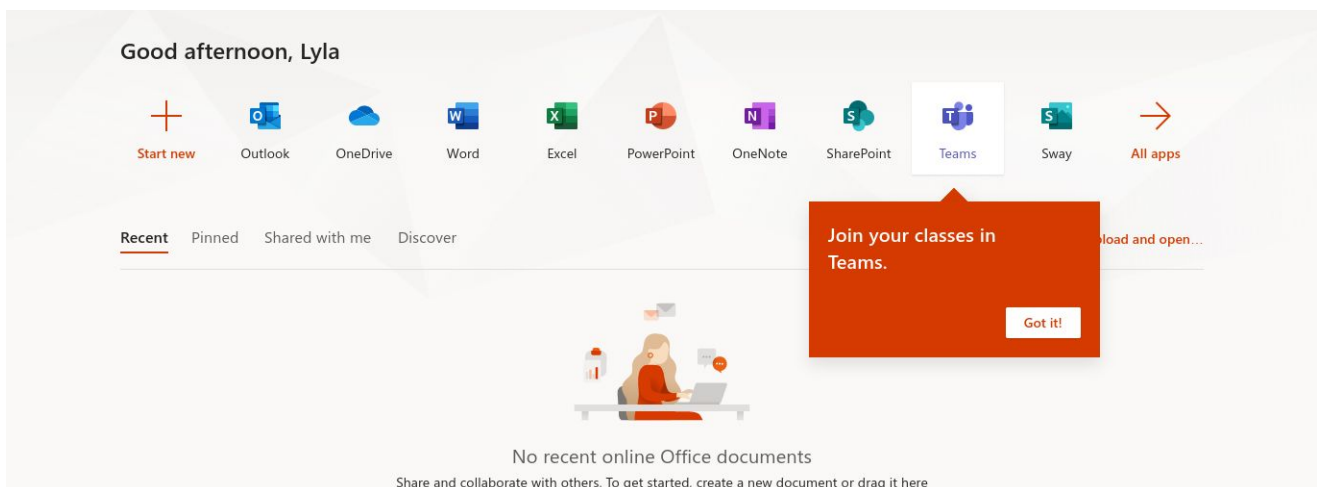 Good afternoon, Lyla
Start new Outlook OneDrive Word Excel PowerPoint OneNote SharePoint Teams Sway All apps
Recent Pinned Shared with me Discover and open...
Join your classes in
Teams.
Got it!
No recent online Office documents
Share and collaborate with others. To get started, create a new document or drag it here